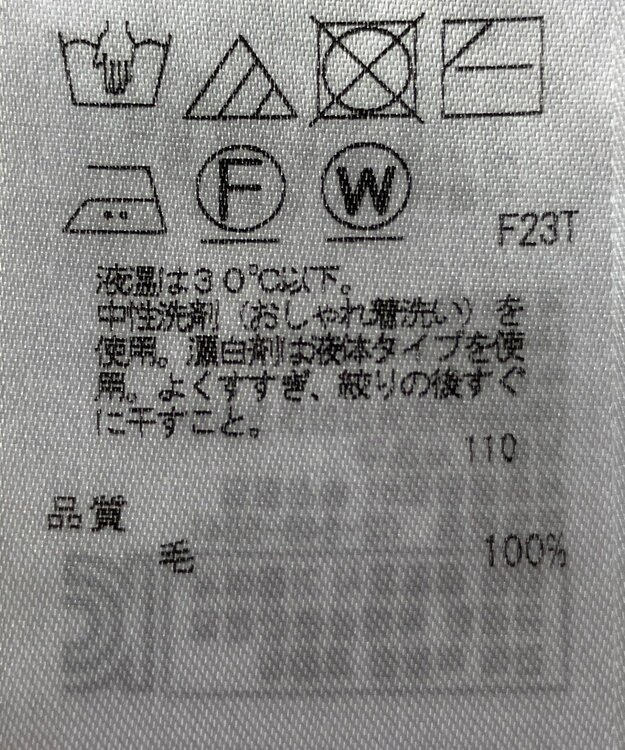 F
W
F23T
液温は30℃以下。
中性洗剤（おしゃれ着洗い）を
使用。漂白剤は液体タイプを使
用。よくすすぎ、絞りの後すぐ
に干すこと。
110
品質
毛 100%